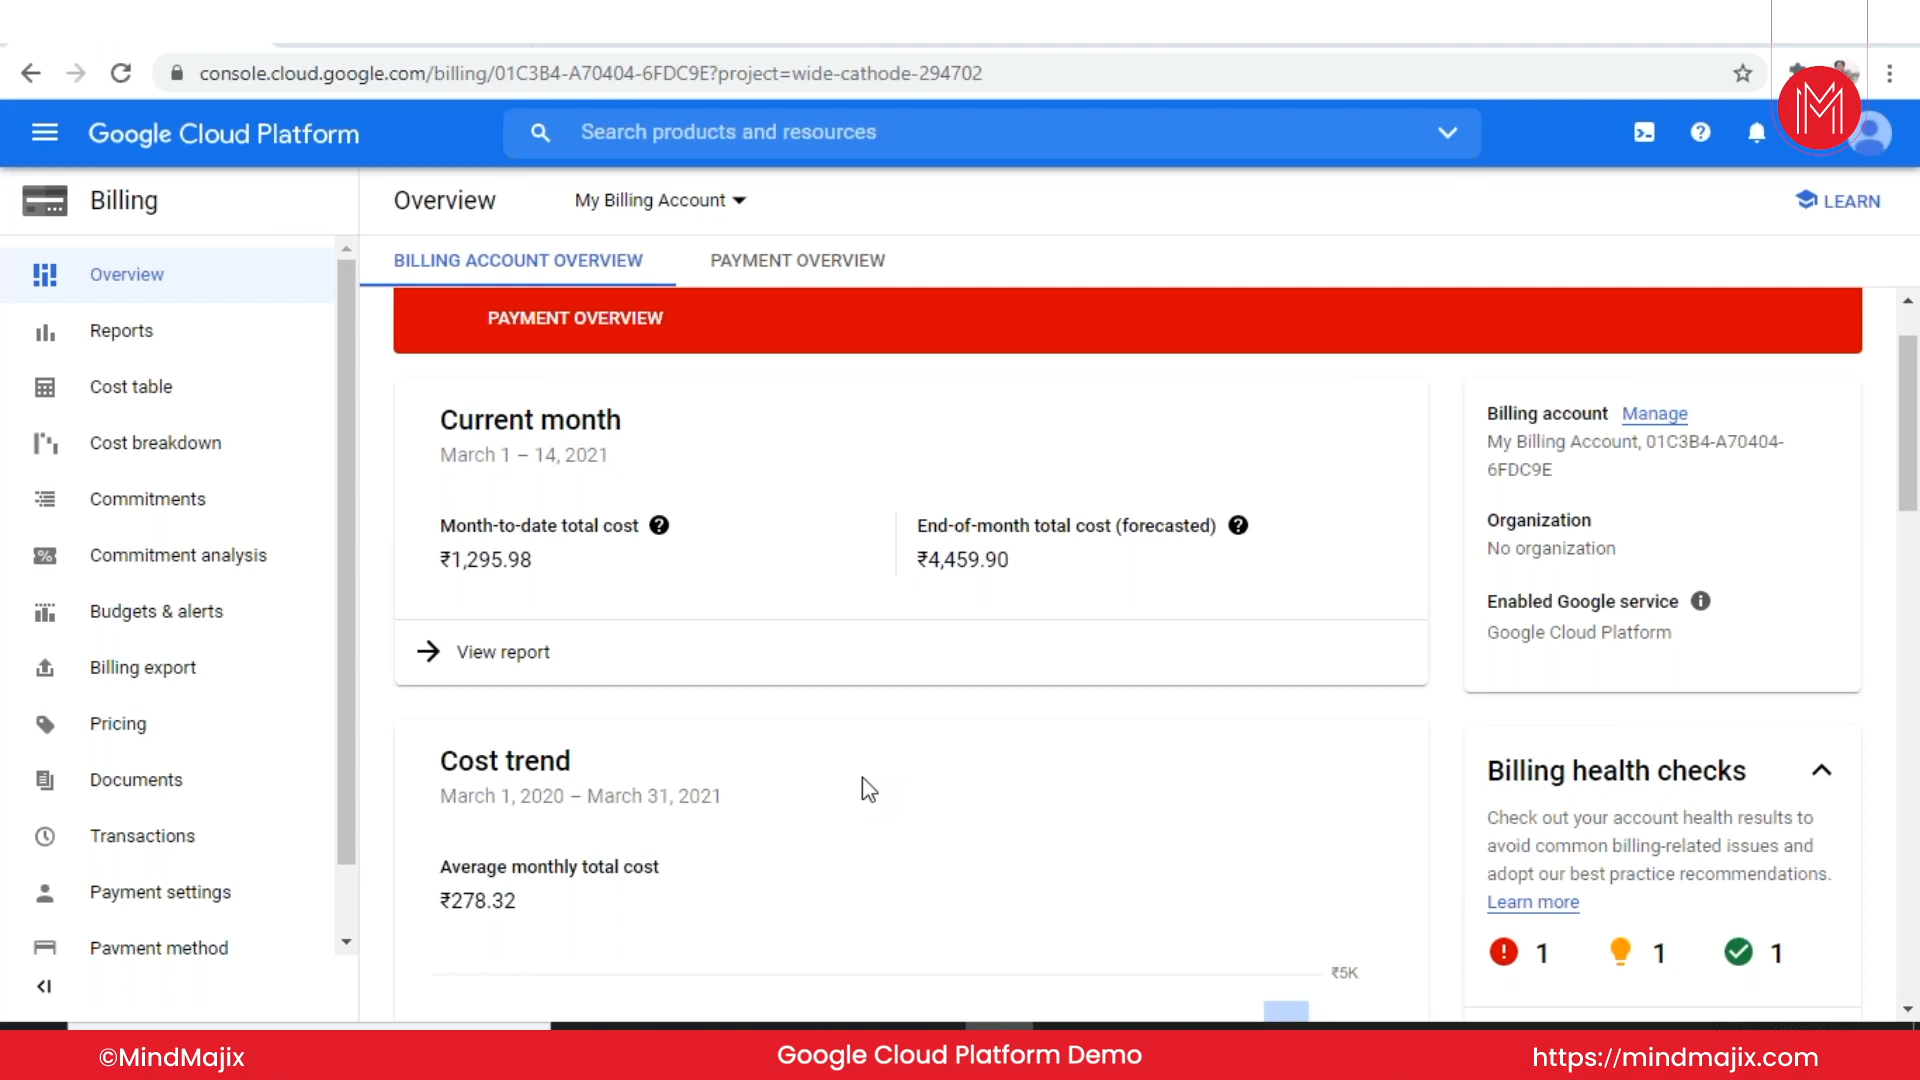 console.cloud.google.com/billing/01C3B4-A70404-6FDC9E?project=wide-cathode-294702
Google Cloud Platform
Search products and resources
Billing
Overview
My Billing Account
LEARN
BILLING ACCOUNT OVERVIEW
PAYMENT OVERVIEW
Overview
Reports
Cost table
Cost breakdown
Commitments
Commitment analysis
Budgets & alerts
Billing export
Pricing
Documents
Transactions
Payment settings
Payment method
PAYMENT OVERVIEW
Current month
March 1 – 14, 2021
Month-to-date total cost
₹1,295.98
End-of-month total cost (forecasted)
₹4,459.90
View report
Cost trend
March 1, 2020 – March 31, 2021
Average monthly total cost
₹278.32
₹5K
Billing account Manage
My Billing Account, 01C3B4-A70404-
6FDC9E
Organization
No organization
Enabled Google service
Google Cloud Platform
Billing health checks
Check out your account health results to
avoid common billing-related issues and
adopt our best practice recommendations.
Learn more
1 1 1
©MindMajix
Google Cloud Platform Demo
https://mindmajix.com